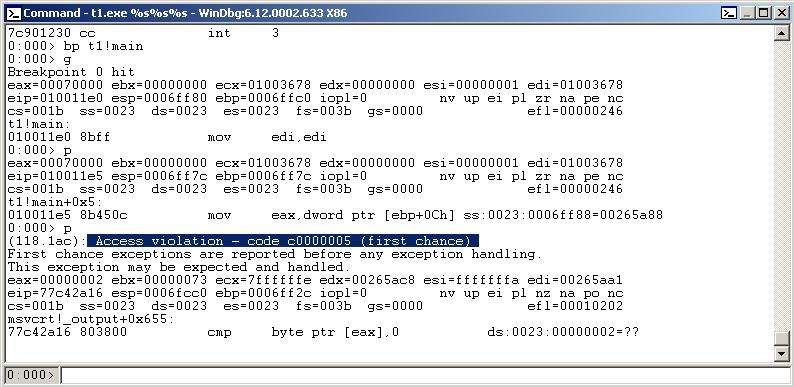 Command - t1.exe %s%s%s - WinDbg:6.12.0002.633 X86
7c901230 cc int 3
0:000> bp t1!main
0:000> g
Breakpoint 0 hit
eax=00070000 ebx=00000000 ecx=01003678 edx=00000000 esi=00000001 edi=01003678
eip=010011e0 esp=0006ff80 ebp=0006ffc0 iopl=0 nv up ei pl zr na pe nc
cs=001b ss=0023 ds=0023 es=0023 fs=003b gs=0000 efl=00000246
t1!main:
010011e0 8bff mov edi,edi
0:000> p
eax=00070000 ebx=00000000 ecx=01003678 edx=00000000 esi=00000001 edi=01003678
eip=010011e5 esp=0006ff7c ebp=0006ff7c iopl=0 nv up ei pl zr na pe nc
cs=001b ss=0023 ds=0023 es=0023 fs=003b gs=0000 efl=00000246
t1!main+0x5:
010011e5 8b450c mov eax,dword ptr [ebp+0Ch] ss:0023:0006ff88=00265a88
0:000> p
(118.1ac): Access violation - code c0000005 (first chance)
First chance exceptions are reported before any exception handling.
This exception may be expected and handled.
eax=00000002 ebx=00000073 ecx=7ffffffe edx=00265ac8 esi=fffffffa edi=00265aa1
eip=77c42a16 esp=0006fcc0 ebp=0006ff2c iopl=0 nv up ei pl nz na po nc
cs=001b ss=0023 ds=0023 es=0023 fs=003b gs=0000 efl=00010202
msvcrt!_output+0x655:
77c42a16 803800 cmp byte ptr [eax],0 ds:0023:00000002=??
0:000>